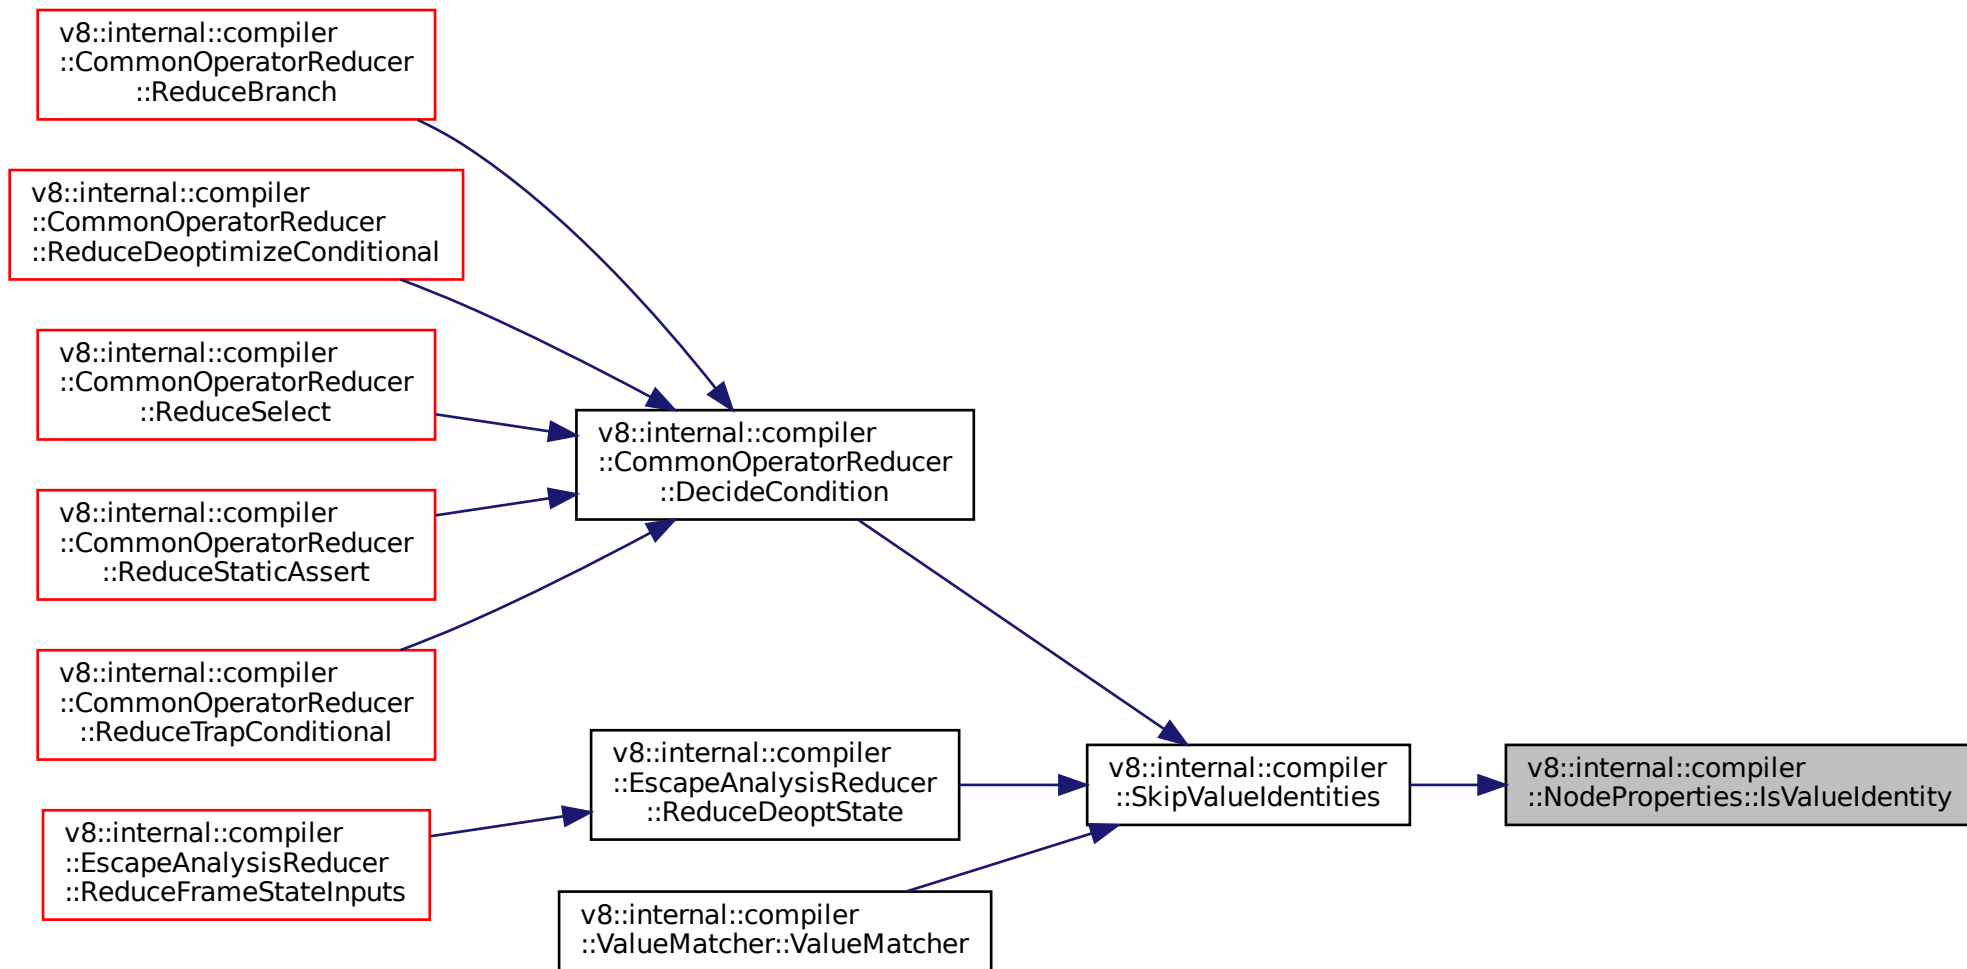 v8::internal::compiler
::CommonOperatorReducer
::ReduceBranch
v8::internal::compiler
::CommonOperatorReducer
::ReduceDeoptimizeConditional
v8::internal::compiler
::CommonOperatorReducer
::ReduceSelect
v8::internal::compiler
::CommonOperatorReducer
::ReduceStaticAssert
v8::internal::compiler
::CommonOperatorReducer
::ReduceTrapConditional
v8::internal::compiler
::EscapeAnalysisReducer
::ReduceFrameStateInputs
v8::internal::compiler
::CommonOperatorReducer
::DecideCondition
v8::internal::compiler
::EscapeAnalysisReducer
::ReduceDeoptState
v8::internal::compiler
::ValueMatcher::ValueMatcher
v8::internal::compiler
::SkipValueIdentities
v8::internal::compiler
::NodeProperties::IsValueIdentity